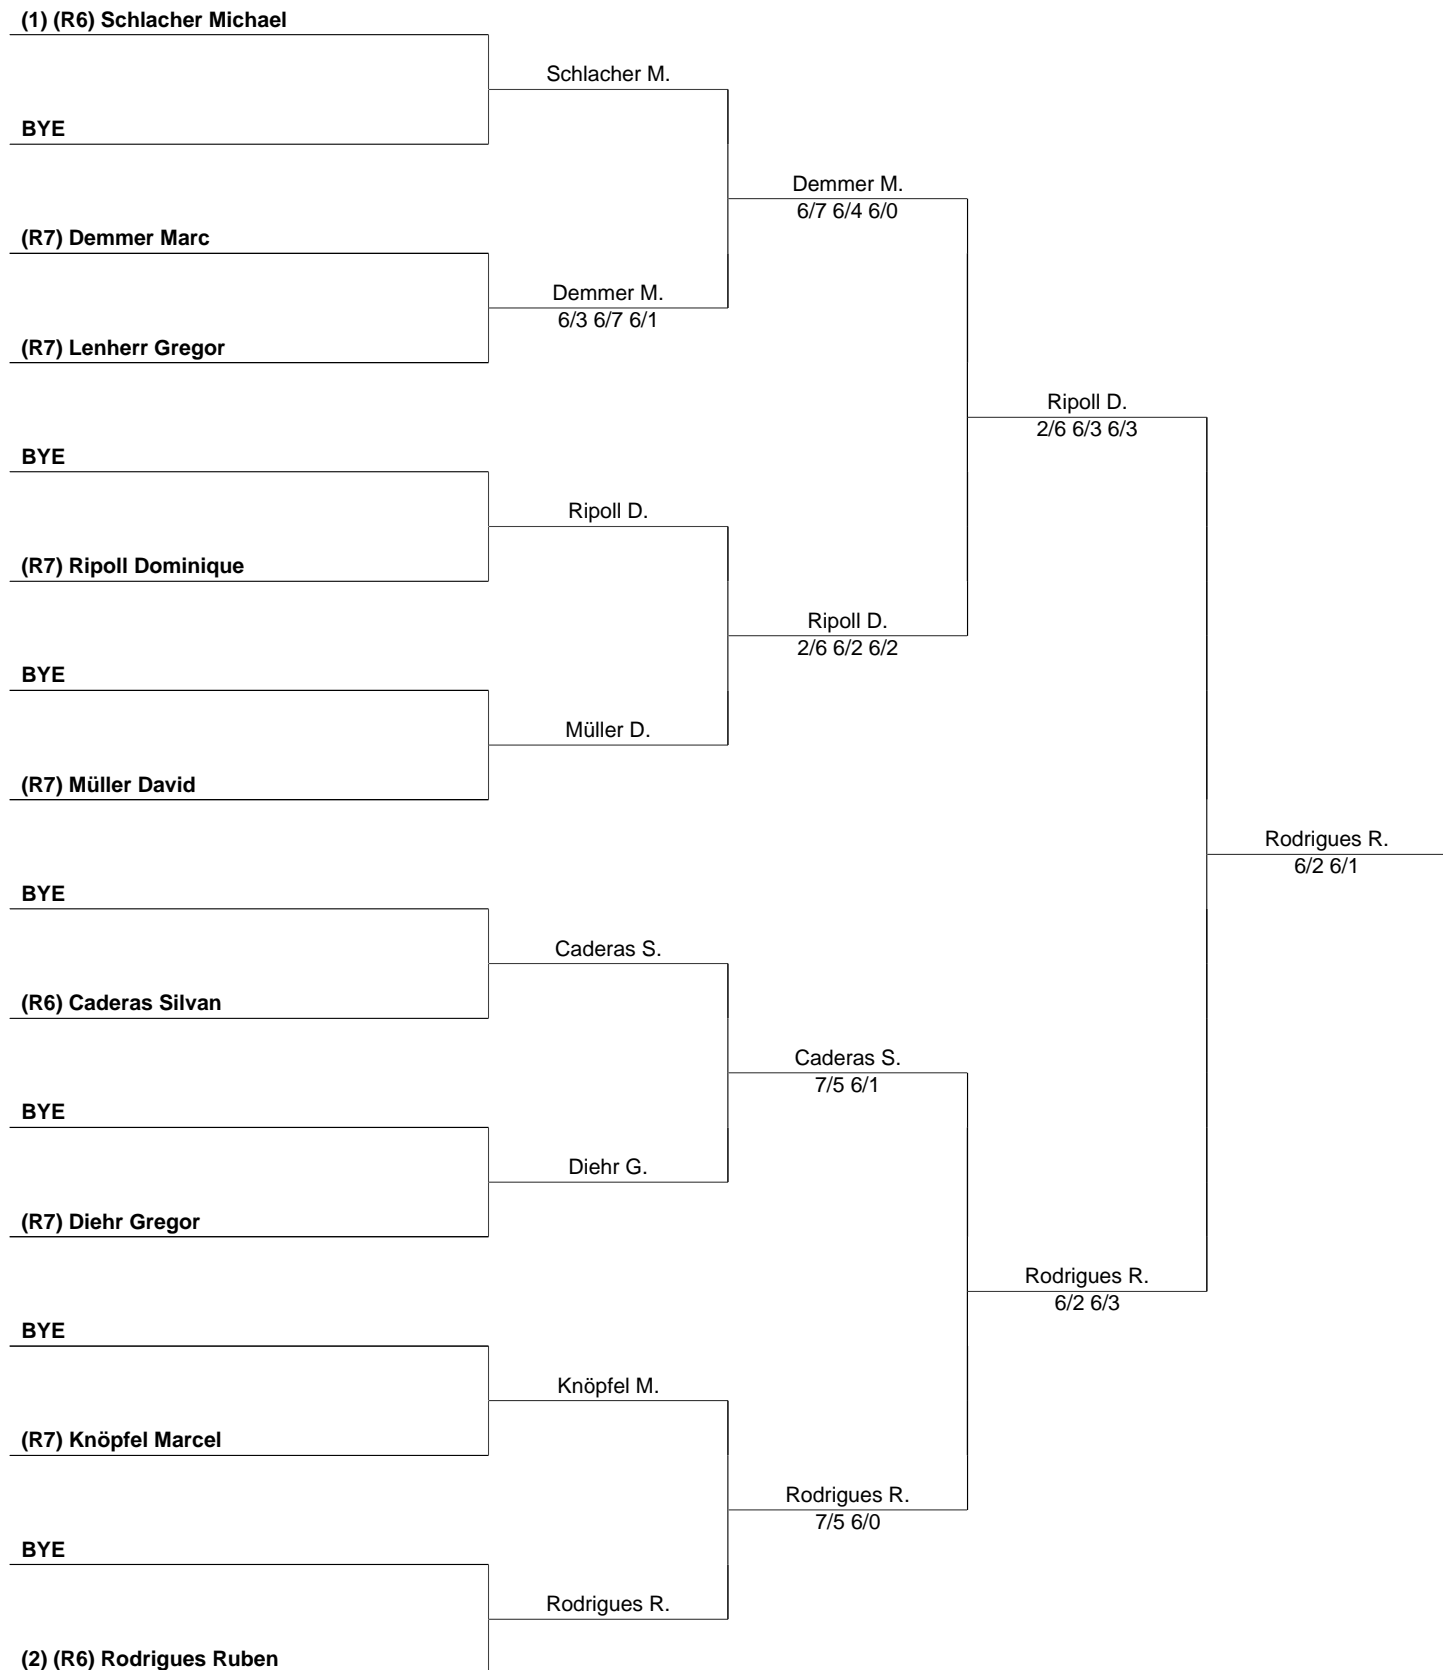 (1) (R6) Schlacher Michael
Schlacher M.
BYE
Demmer M.
6/7 6/4 6/0
(R7) Demmer Marc
Demmer M.
6/3 6/7 6/1
(R7) Lenherr Gregor
Ripoll D.
2/6 6/3 6/3
BYE
Ripoll D.
(R7) Ripoll Dominique
Ripoll D.
2/6 6/2 6/2
BYE
Müller D.
(R7) Müller David
Rodrigues R.
6/2 6/1
BYE
Caderas S.
(R6) Caderas Silvan
Caderas S.
7/5 6/1
BYE
Diehr G.
(R7) Diehr Gregor
Rodrigues R.
6/2 6/3
BYE
Knöpfel M.
(R7) Knöpfel Marcel
Rodrigues R.
7/5 6/0
BYE
Rodrigues R.
(2) (R6) Rodrigues Ruben